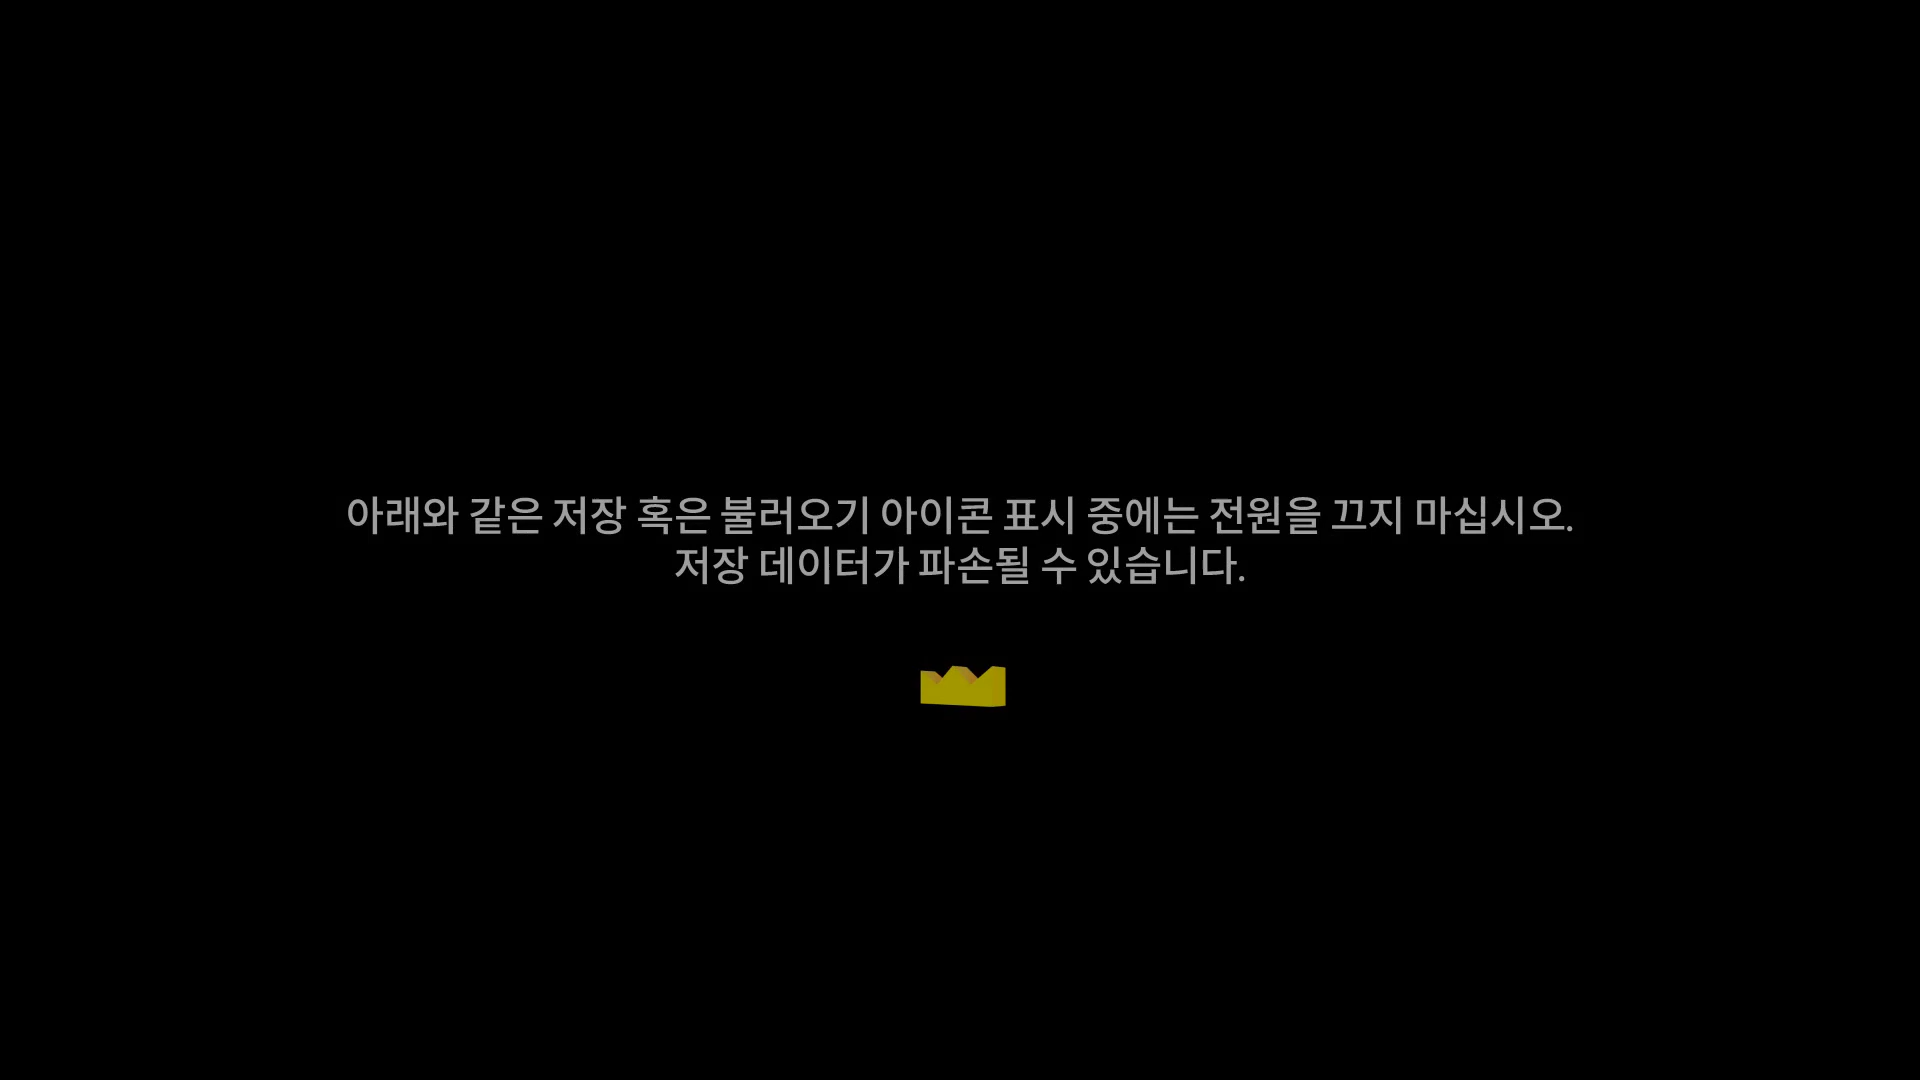 아래와 같은 저장 혹은 불러오기 아이콘 표시 중에는 전원을 끄지 마십시오.
저장 데이터가 파손될 수 있습니다.